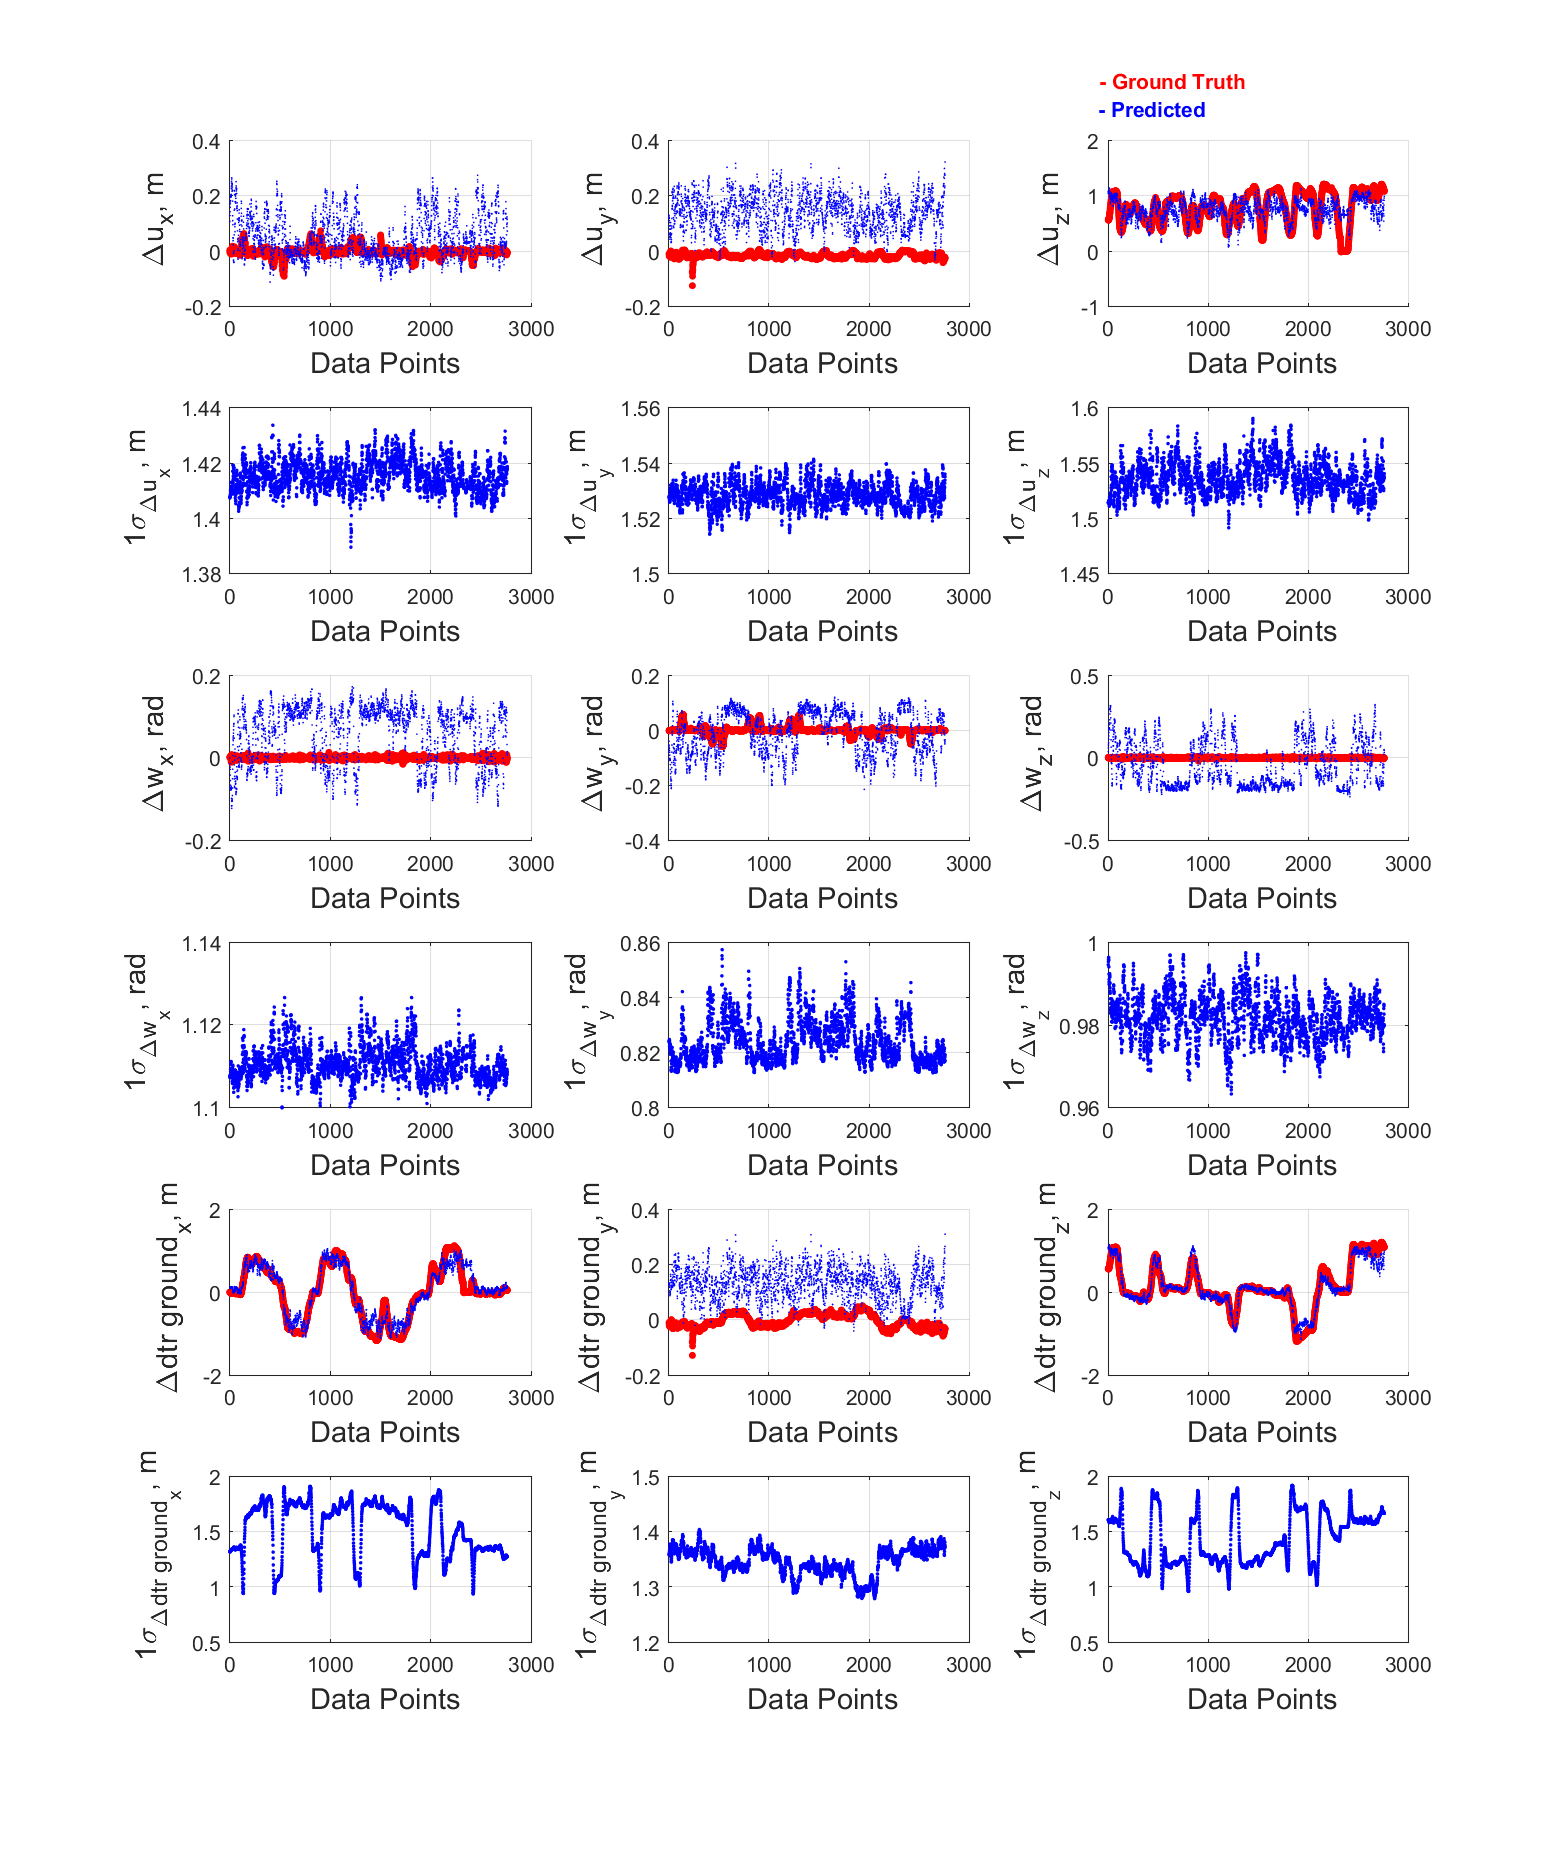 - Ground Truth
- Predicted
0.4
0.2
0
-0.2
0 1000 2000 3000
Data Points
Δu_x, m
0.4
0.2
0
-0.2
0 1000 2000 3000
Data Points
Δu_y, m
2
1
0
-1
0 1000 2000 3000
Data Points
Δu_z, m
1.44
1.42
1.4
1.38
0 1000 2000 3000
Data Points
1σ_Δu_x, m
1.56
1.54
1.52
1.5
0 1000 2000 3000
Data Points
1σ_Δu_y, m
1.6
1.55
1.5
1.45
0 1000 2000 3000
Data Points
1σ_Δu_z, m
0.2
0
-0.2
0 1000 2000 3000
Data Points
Δw_x, rad
0.2
0
-0.2
-0.4
0 1000 2000 3000
Data Points
Δw_y, rad
0.5
0
-0.5
0 1000 2000 3000
Data Points
Δw_z, rad
1.14
1.12
1.1
0 1000 2000 3000
Data Points
1σ_Δw_x, rad
0.86
0.84
0.82
0.8
0 1000 2000 3000
Data Points
1σ_Δw_y, rad
1
0.98
0.96
0 1000 2000 3000
Data Points
1σ_Δw_z, rad
2
0
-2
0 1000 2000 3000
Data Points
Δdtr ground_x, m
0.4
0.2
0
-0.2
0 1000 2000 3000
Data Points
Δdtr ground_y, m
2
0
-2
0 1000 2000 3000
Data Points
Δdtr ground_z, m
2
1.5
1
0.5
0 1000 2000 3000
Data Points
1σ_Δdtr ground_x, m
1.5
1.4
1.3
1.2
0 1000 2000 3000
Data Points
1σ_Δdtr ground_y, m
2
1.5
1
0.5
0 1000 2000 3000
Data Points
1σ_Δdtr ground_z, m